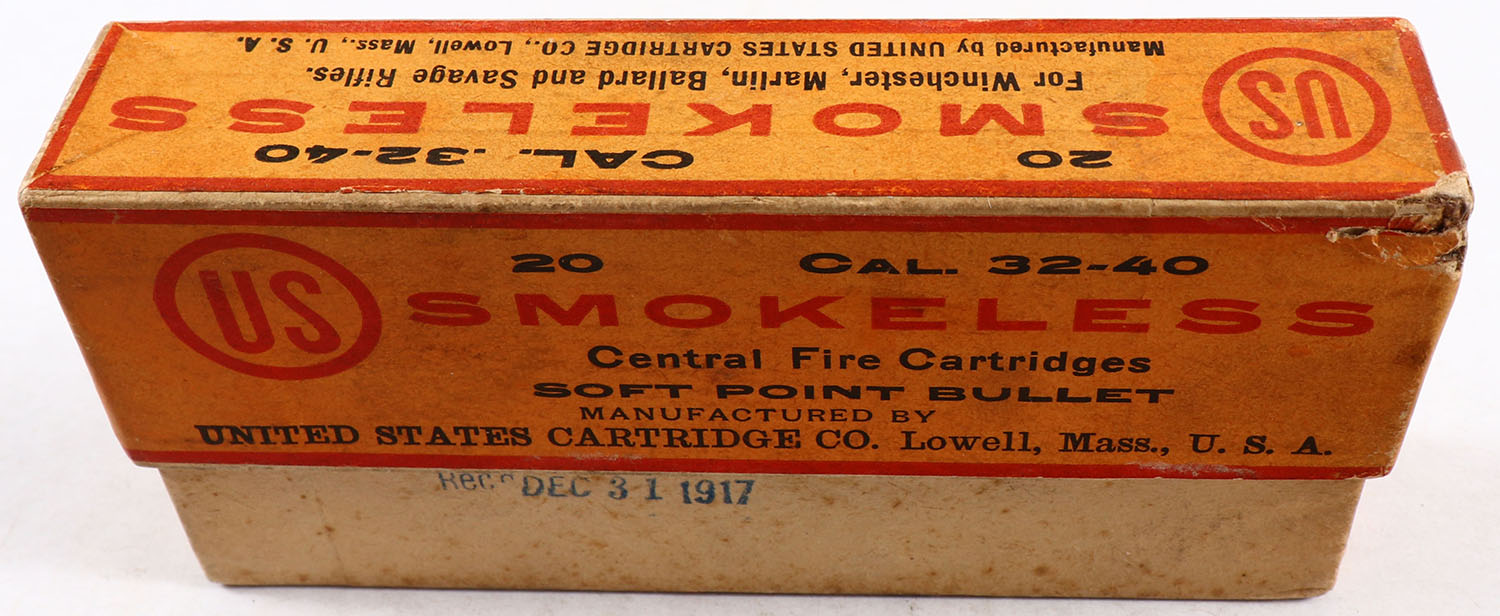 US
20 CAL. .32-40
SMOKELESS
For Winchester, Marlin, Ballard and Savage Rifles.
Manufactured by UNITED STATES CARTRIDGE CO., Lowell, Mass., U. S. A.
US
20 CAL. 32-40
SMOKELESS
Central Fire Cartridges
SOFT POINT BULLET
MANUFACTURED BY
UNITED STATES CARTRIDGE CO. Lowell, Mass., U. S. A.
Rec'd DEC 31 1917